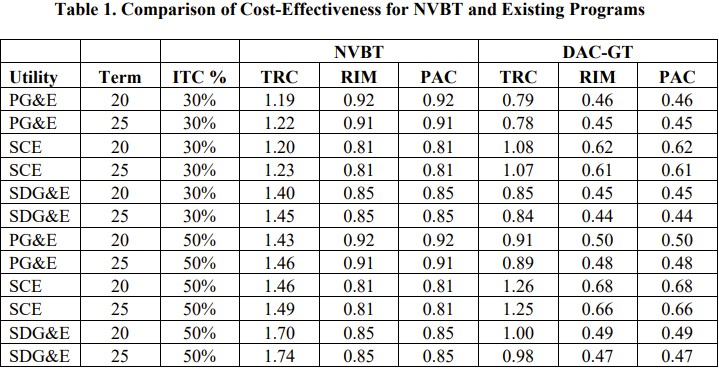 Table 1. Comparison of Cost-Effectiveness for NVBT and Existing Programs
NVBT DAC-GT
Utility Term ITC % TRC RIM PAC TRC RIM PAC
PG&E 20 30% 1.19 0.92 0.92 0.79 0.46 0.46
PG&E 25 30% 1.22 0.91 0.91 0.78 0.45 0.45
SCE 20 30% 1.20 0.81 0.81 1.08 0.62 0.62
SCE 25 30% 1.23 0.81 0.81 1.07 0.61 0.61
SDG&E 20 30% 1.40 0.85 0.85 0.85 0.45 0.45
SDG&E 25 30% 1.45 0.85 0.85 0.84 0.44 0.44
PG&E 20 50% 1.43 0.92 0.92 0.91 0.50 0.50
PG&E 25 50% 1.46 0.91 0.91 0.89 0.48 0.48
SCE 20 50% 1.46 0.81 0.81 1.26 0.68 0.68
SCE 25 50% 1.49 0.81 0.81 1.25 0.66 0.66
SDG&E 20 50% 1.70 0.85 0.85 1.00 0.49 0.49
SDG&E 25 50% 1.74 0.85 0.85 0.98 0.47 0.47